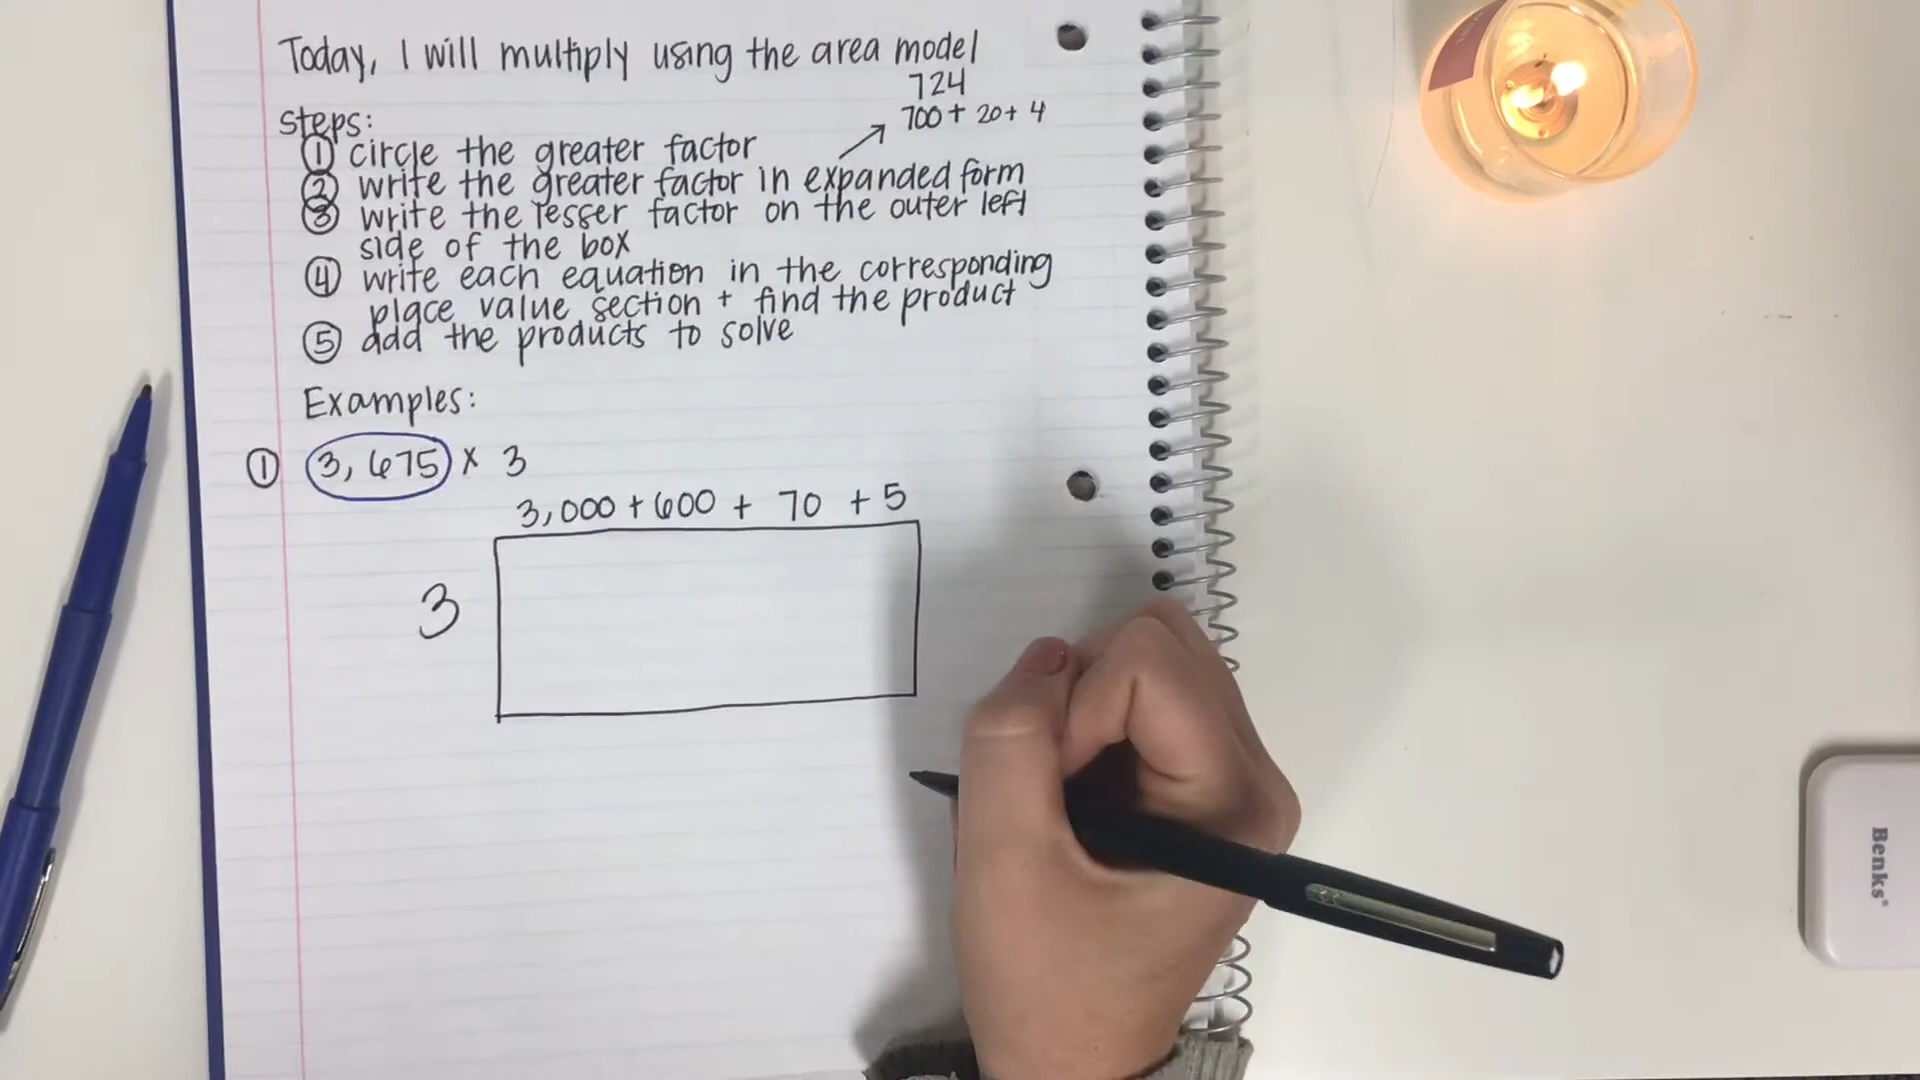 Today, I will multiply using the area model
724
700 + 20 + 4
steps:
① circle the greater factor
② write the greater factor in expanded form
③ write the lesser factor on the outer left
side of the box
④ write each equation in the corresponding
place value section + find the product
⑤ add the products to solve
Examples:
① 3,675 x 3
3,000 + 600 + 70 + 5
3
Benks®